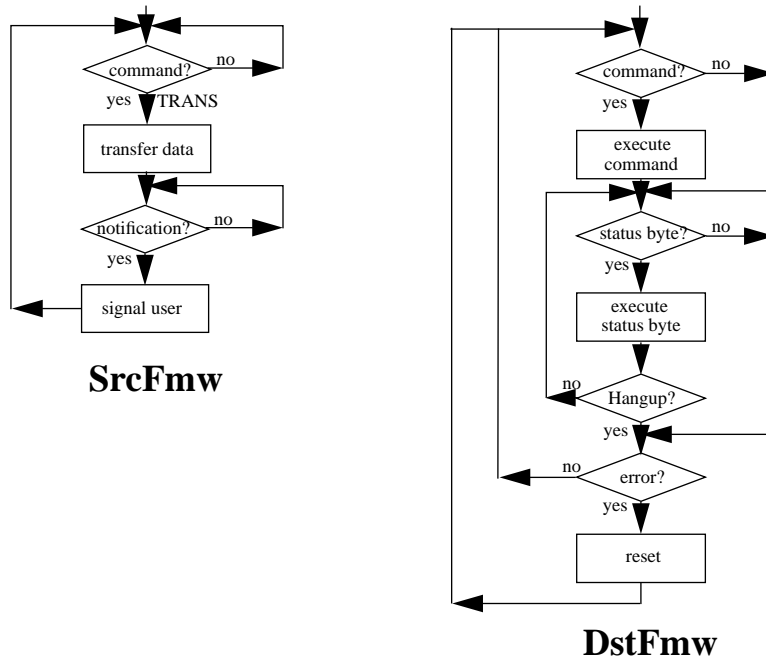 command?
no
yes
TRANS
transfer data
notification?
no
yes
signal user
SrcFmw
command?
no
yes
execute
command
status byte?
no
yes
execute
status byte
no
Hangup?
yes
no
error?
yes
reset
DstFmw